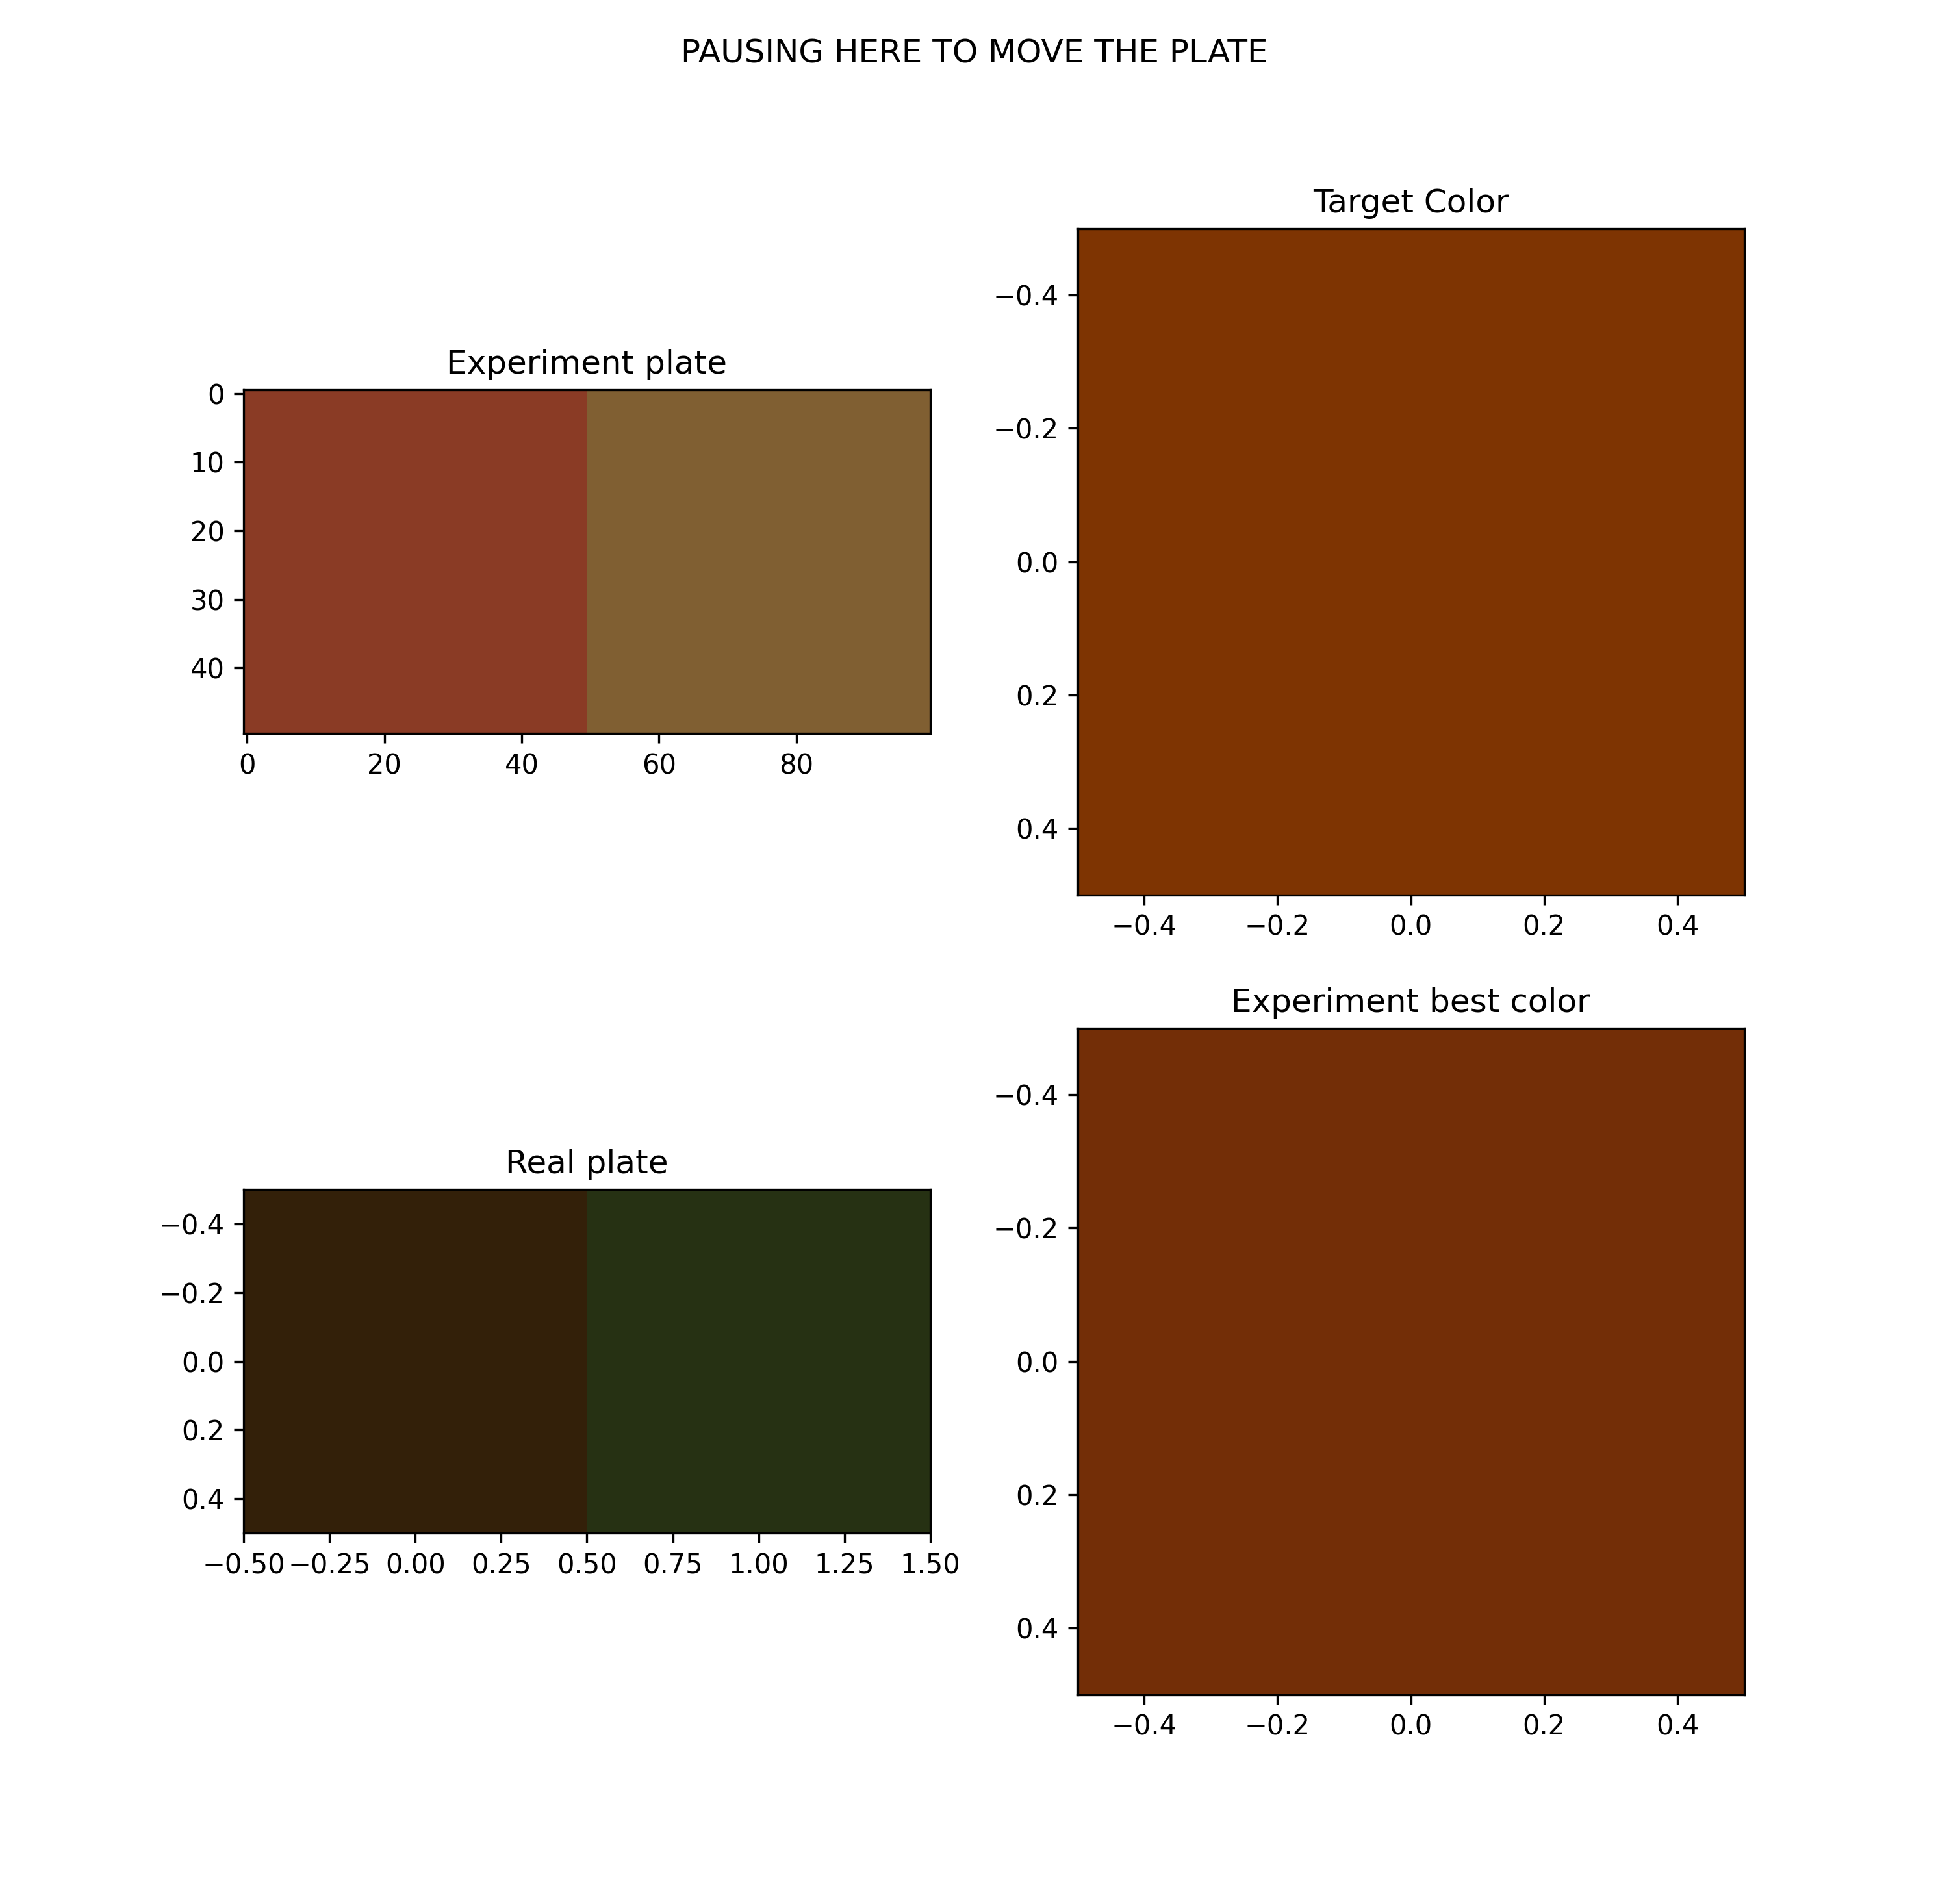 PAUSING HERE TO MOVE THE PLATE
Experiment plate
0
10
20
30
40
0 20 40 60 80
Target Color
−0.4
−0.2
0.0
0.2
0.4
−0.4 −0.2 0.0 0.2 0.4
Real plate
−0.4
−0.2
0.0
0.2
0.4
−0.50 −0.25 0.00 0.25 0.50 0.75 1.00 1.25 1.50
Experiment best color
−0.4
−0.2
0.0
0.2
0.4
−0.4 −0.2 0.0 0.2 0.4